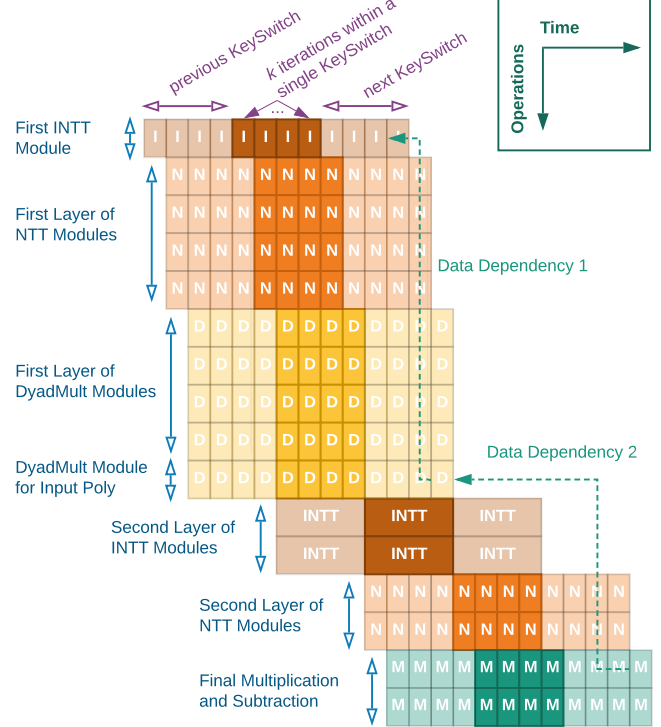 previous KeySwitch
k iterations within a
single KeySwitch
...
next KeySwitch
Time
Operations
First INTT
Module
I I I I I I I I I I I I
First Layer of
NTT Modules
N N N N N N N N N N N N
N N N N N N N N N N N N
N N N N N N N N N N N N
N N N N N N N N N N N N
Data Dependency 1
First Layer of
DyadMult Modules
D D D D D D D D D D D D
D D D D D D D D D D D D
D D D D D D D D D D D D
D D D D D D D D D D D D
DyadMult Module
for Input Poly
D D D D D D D D D D D D
Data Dependency 2
Second Layer of
INTT Modules
INTT INTT INTT
INTT INTT INTT
Second Layer of
NTT Modules
N N N N N N N N N N N N
N N N N N N N N N N N N
Final Multiplication
and Subtraction
M M M M M M M M M M M M
M M M M M M M M M M M M